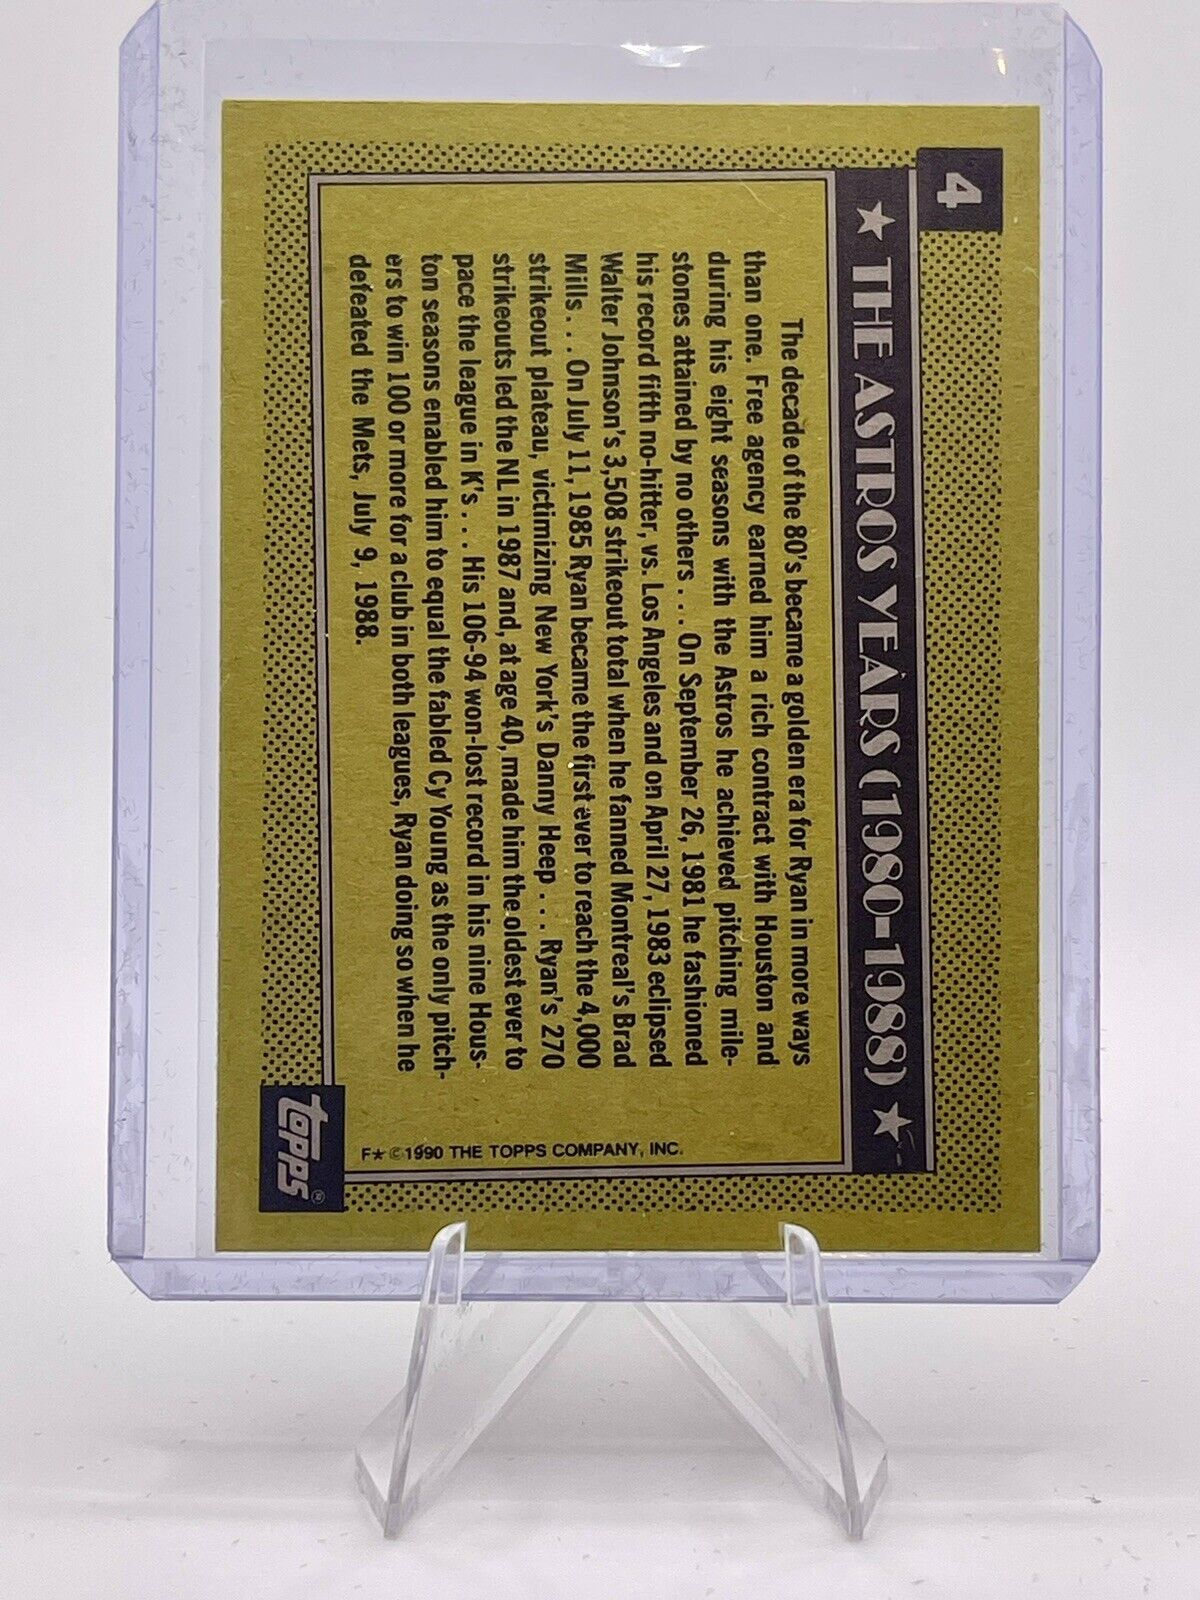 4
★ THE ASTROS YEARS (1980-1988) ★
The decade of the 80's became a golden era for Ryan in more ways
than one. Free agency earned him a rich contract with Houston and
during his eight seasons with the Astros he achieved pitching mile-
stones attained by no others . . . On September 26, 1981 he fashioned
his record fifth no-hitter, vs. Los Angeles and on April 27, 1983 eclipsed
Walter Johnson's 3,508 strikeout total when he fanned Montreal's Brad
Mills . . . On July 11, 1985 Ryan became the first ever to reach the 4,000
strikeout plateau, victimizing New York's Danny Heep . . . Ryan's 270
strikeouts led the NL in 1987 and, at age 40, made him the oldest ever to
pace the league in K's . . . His 106-94 won-lost record in his nine Hous-
ton seasons enabled him to equal the fabled Cy Young as the only pitch-
ers to win 100 or more for a club in both leagues, Ryan doing so when he
defeated the Mets, July 9, 1988.
F★ © 1990 THE TOPPS COMPANY, INC.
topps®